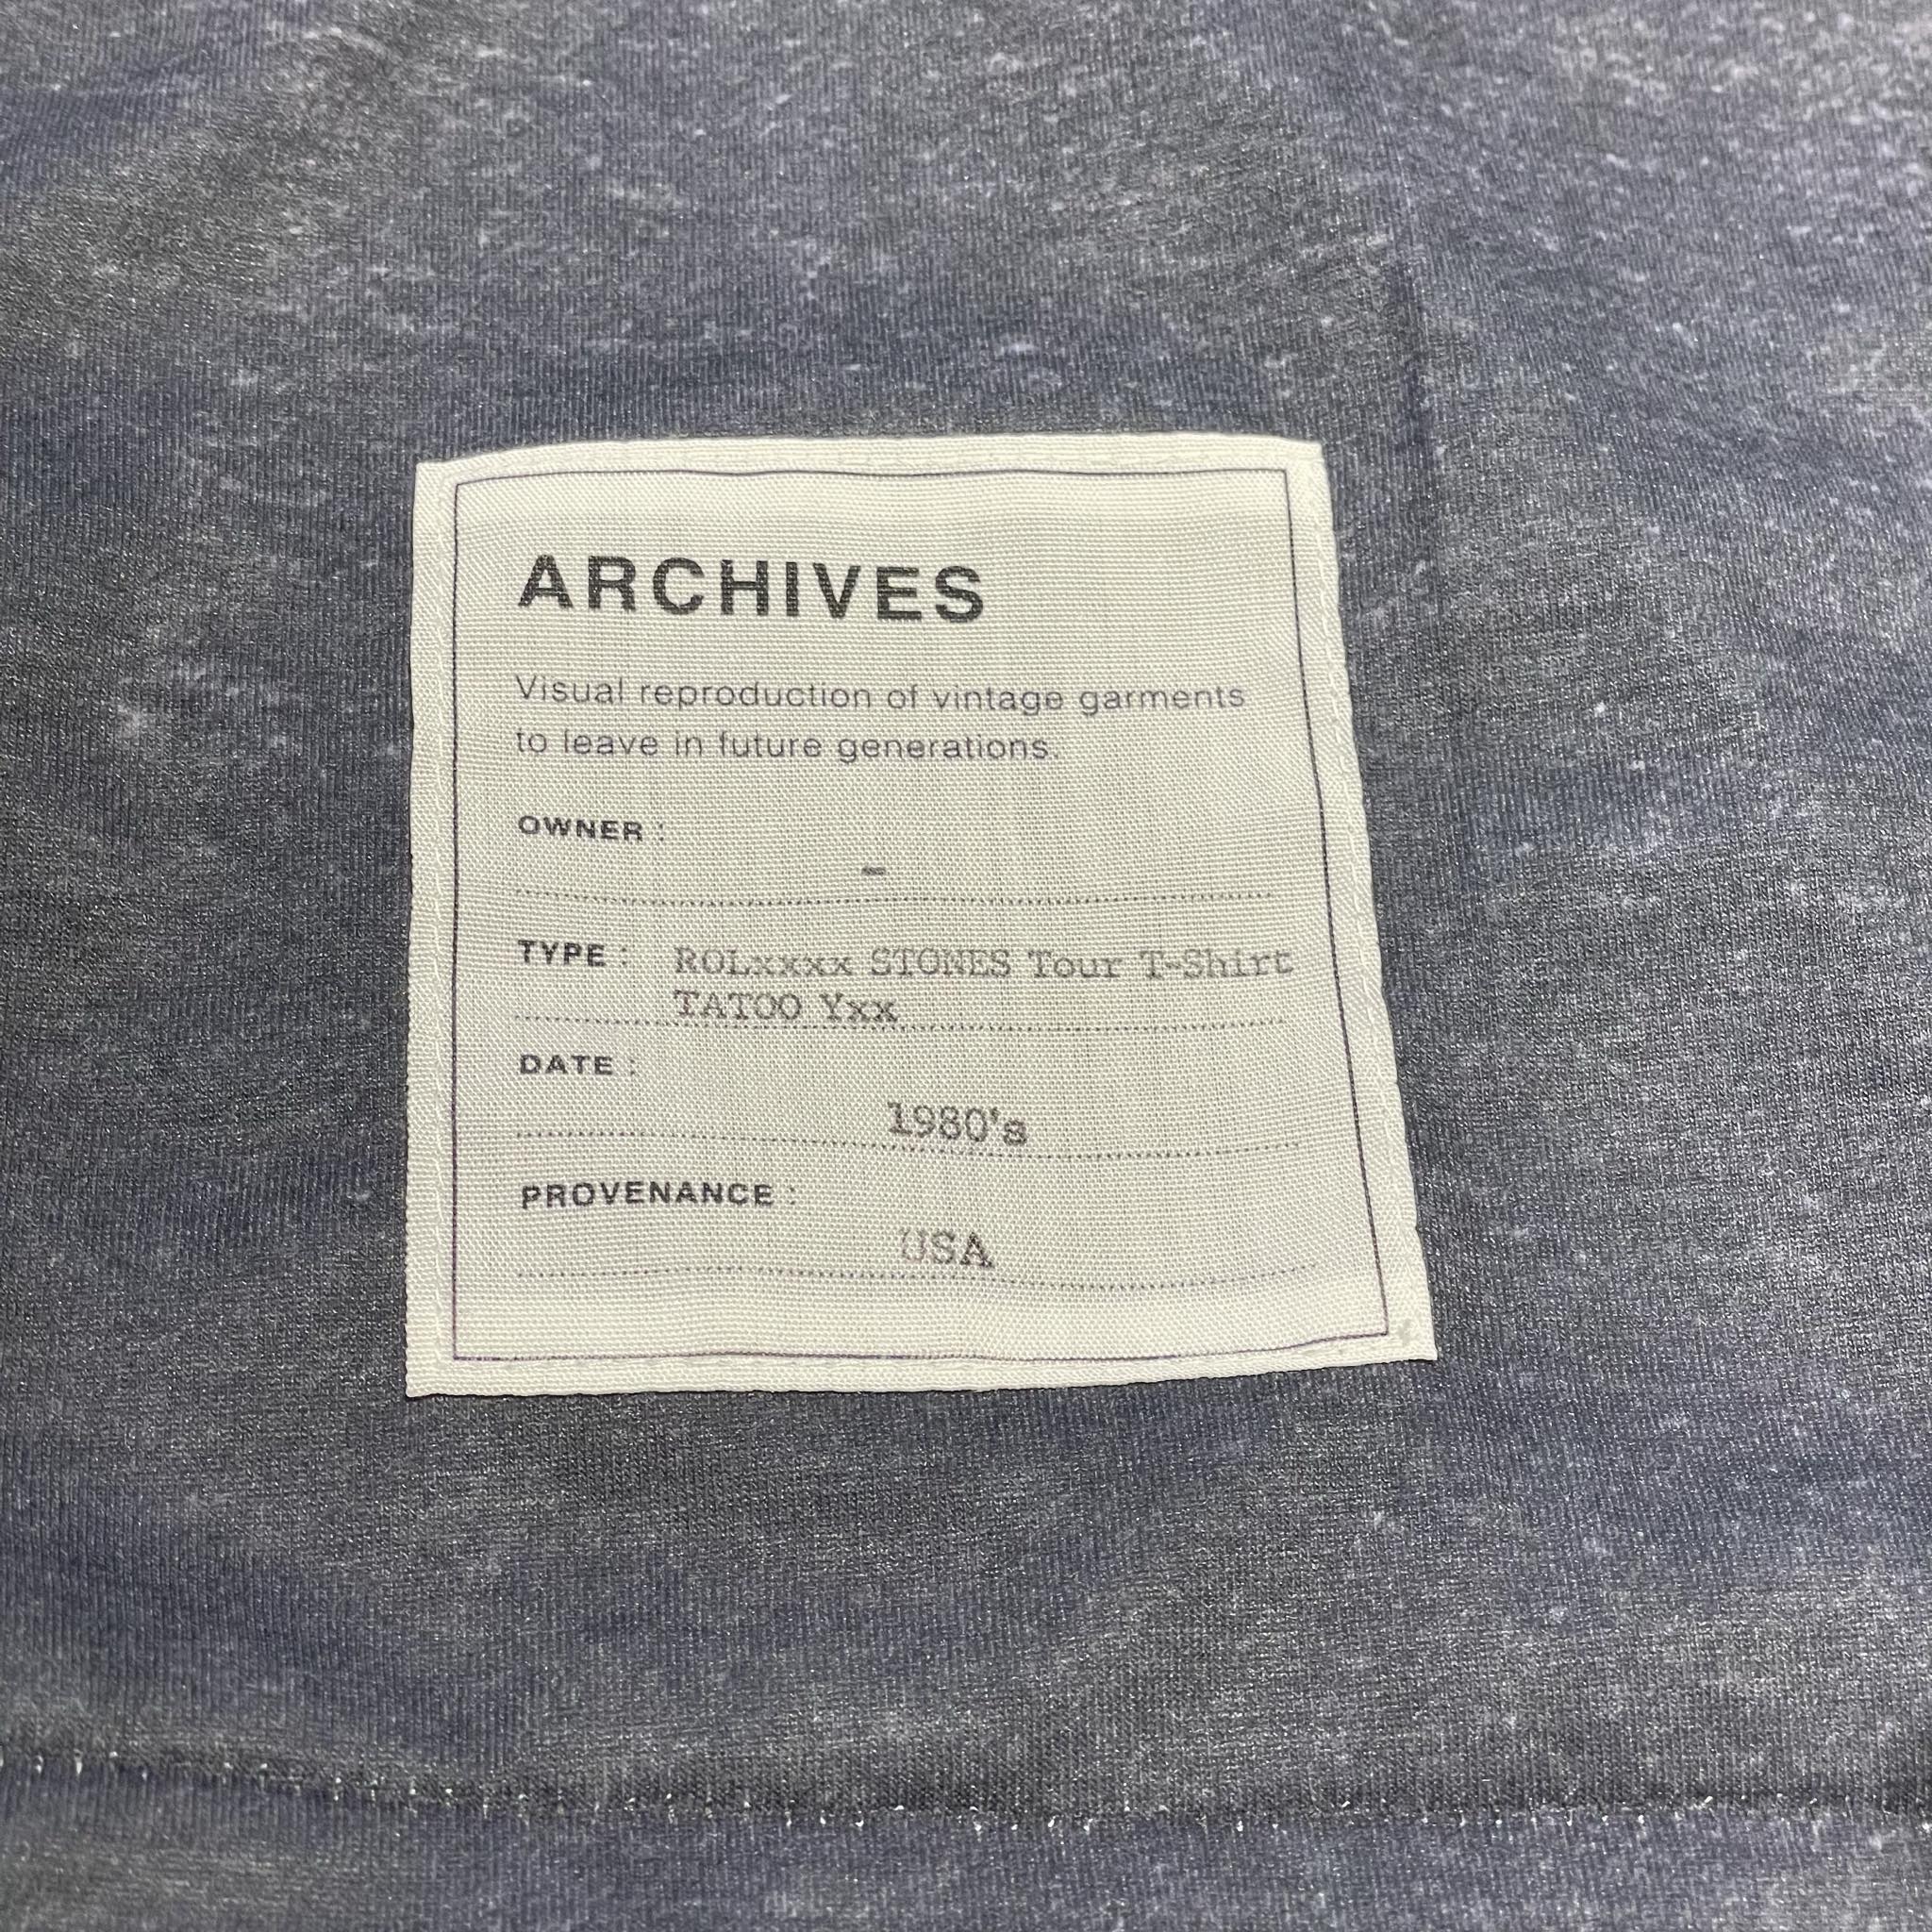 ARCHIVES
Visual reproduction of vintage garments
to leave in future generations.
OWNER :
-
TYPE : ROLxxxx STONES Tour T-Shirt
TATOO Yxx
DATE :
1980's
PROVENANCE :
USA